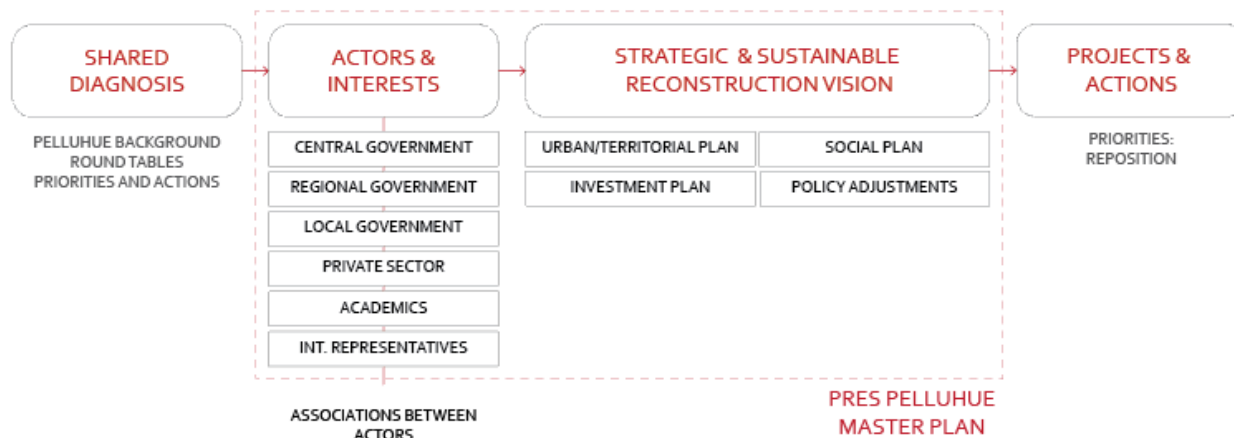 SHARED
DIAGNOSIS
PELLUHUE BACKGROUND
ROUND TABLES
PRIORITIES AND ACTIONS
ACTORS &
INTERESTS
CENTRAL GOVERNMENT
REGIONAL GOVERNMENT
LOCAL GOVERNMENT
PRIVATE SECTOR
ACADEMICS
INT. REPRESENTATIVES
ASSOCIATIONS BETWEEN
ACTORS
STRATEGIC & SUSTAINABLE
RECONSTRUCTION VISION
URBAN/TERRITORIAL PLAN
SOCIAL PLAN
INVESTMENT PLAN
POLICY ADJUSTMENTS
PROJECTS &
ACTIONS
PRIORITIES:
REPOSITION
PRES PELLUHUE
MASTER PLAN